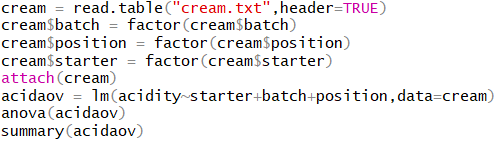 cream = read.table("cream.txt",header=TRUE)
cream$batch = factor(cream$batch)
cream$position = factor(cream$position)
cream$starter = factor(cream$starter)
attach(cream)
acidaov = lm(acidity~starter+batch+position,data=cream)
anova(acidaov)
summary(acidaov)